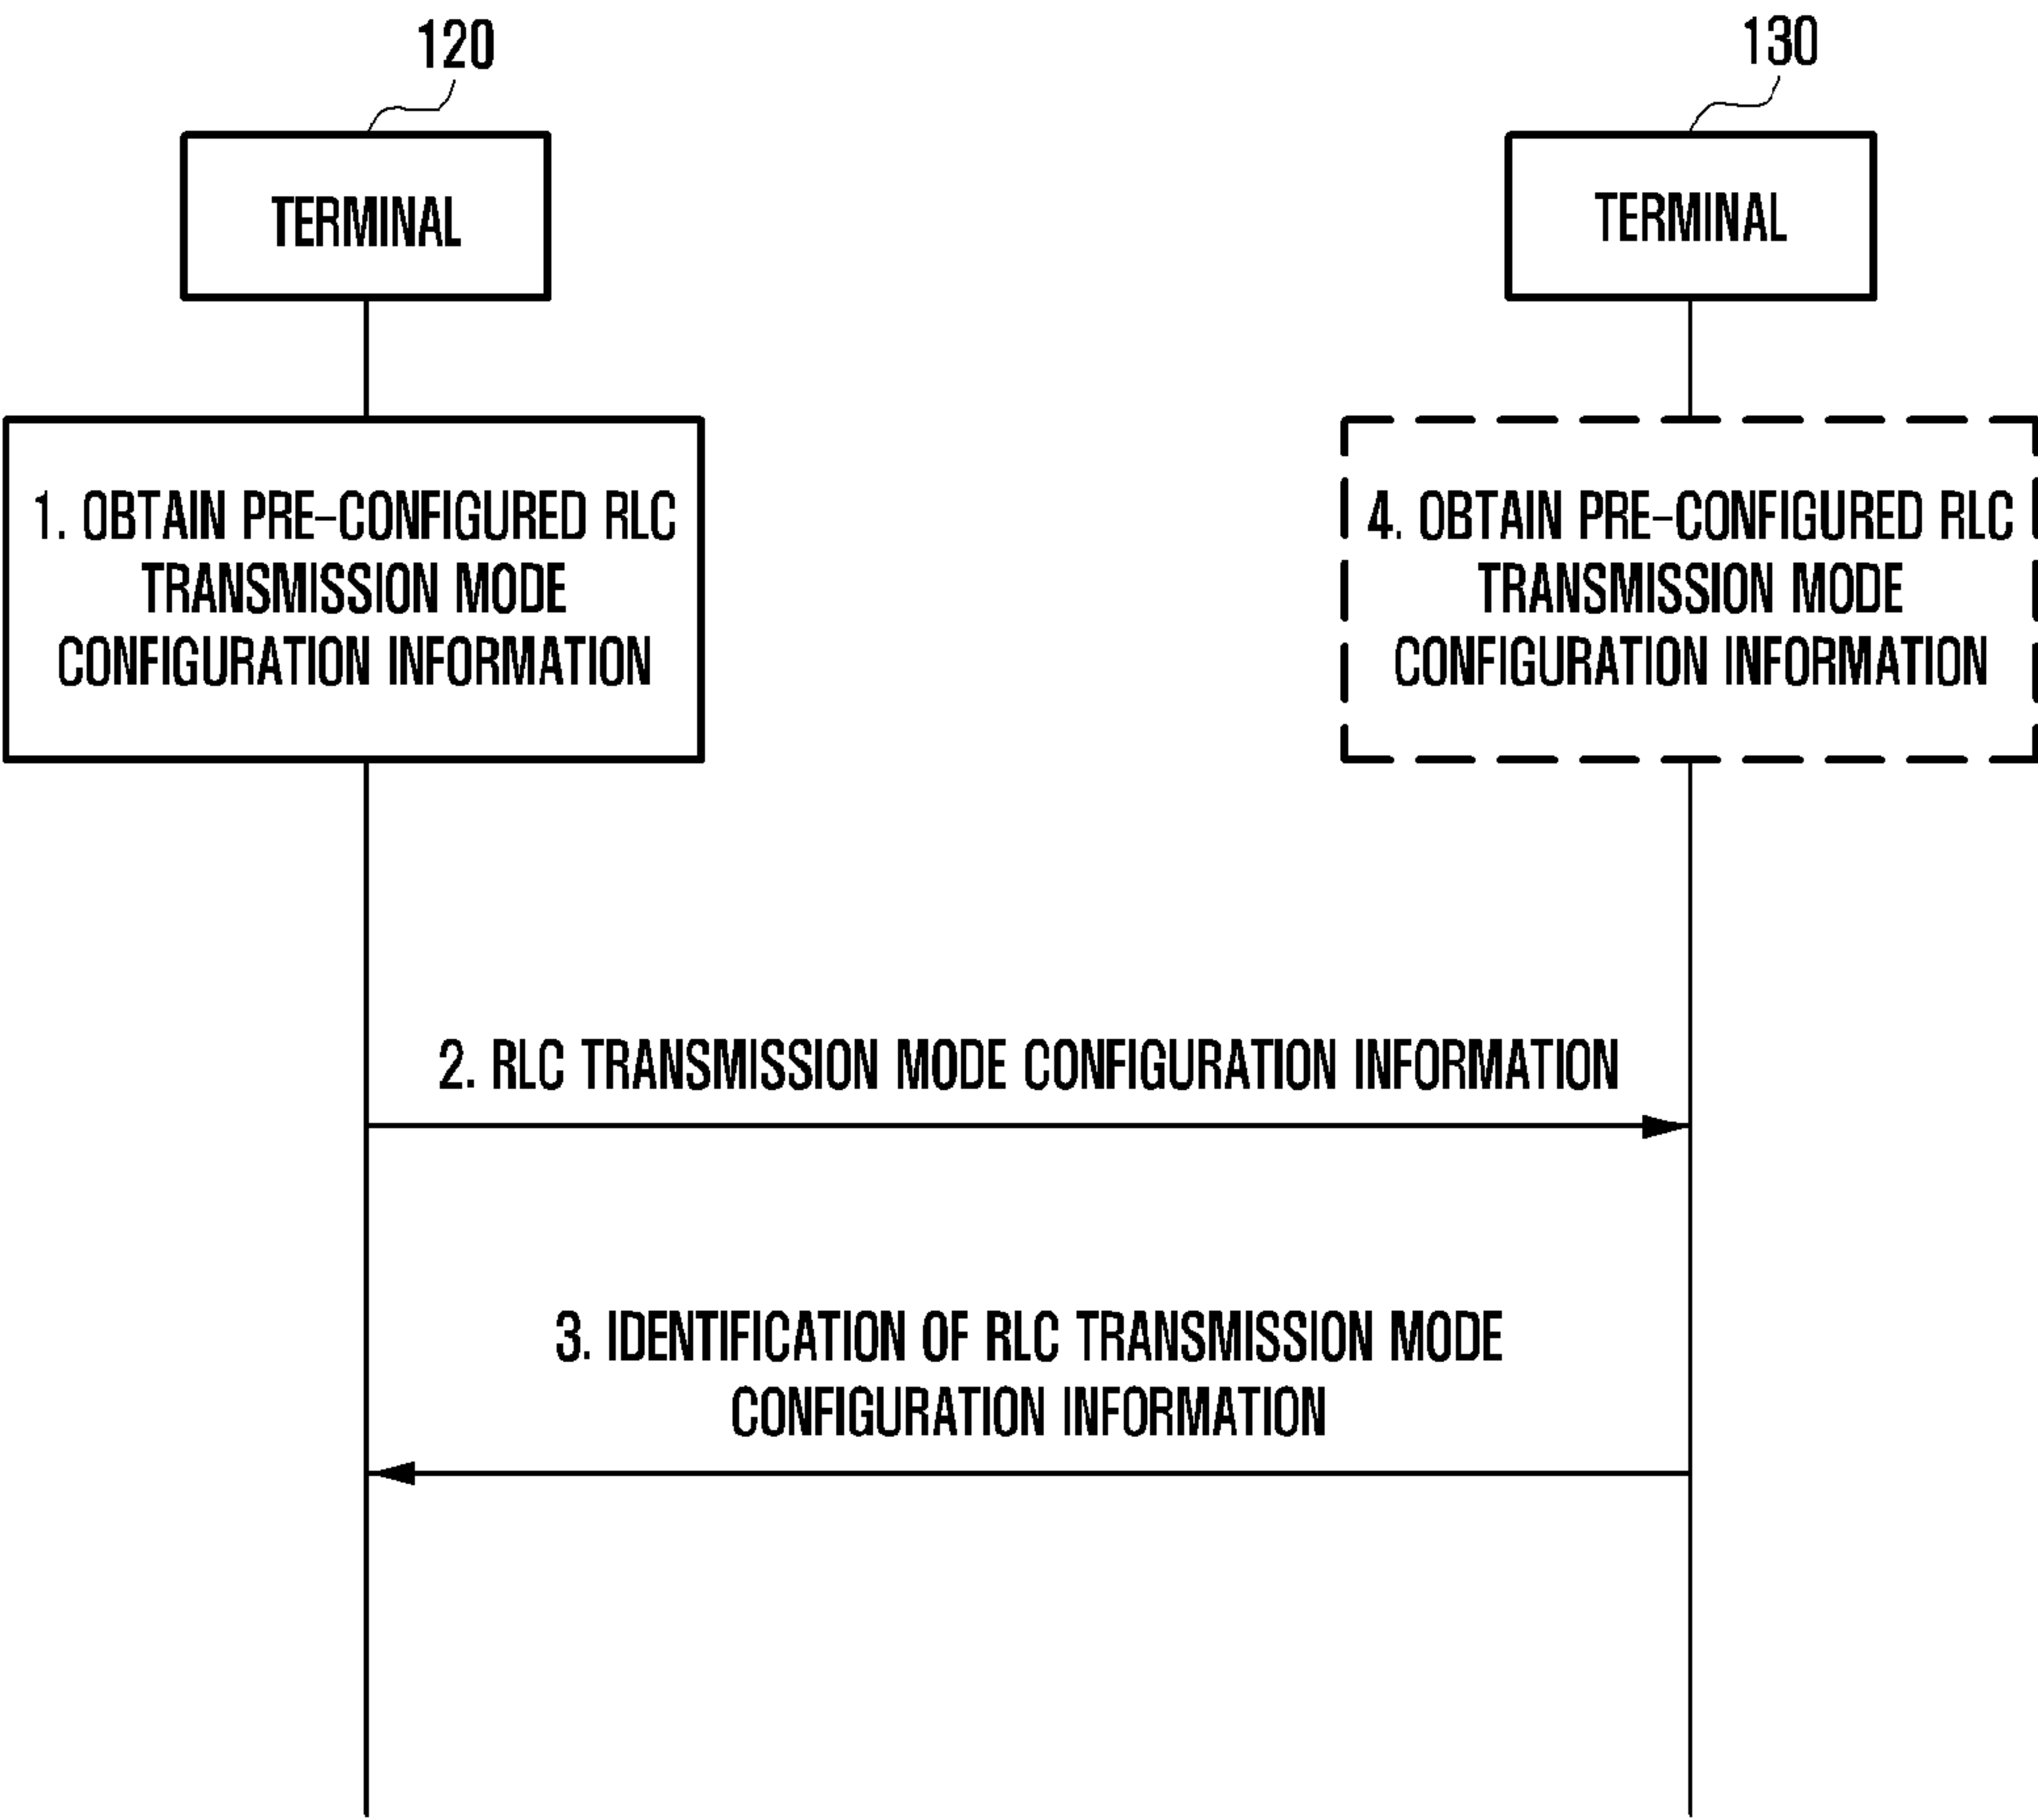 120
130
TERMINAL
TERMINAL
1. OBTAIN PRE-CONFIGURED RLC
TRANSMISSION MODE
CONFIGURATION INFORMATION
4. OBTAIN PRE-CONFIGURED RLC
TRANSMISSION MODE
CONFIGURATION INFORMATION
2. RLC TRANSMISSION MODE CONFIGURATION INFORMATION
3. IDENTIFICATION OF RLC TRANSMISSION MODE
CONFIGURATION INFORMATION